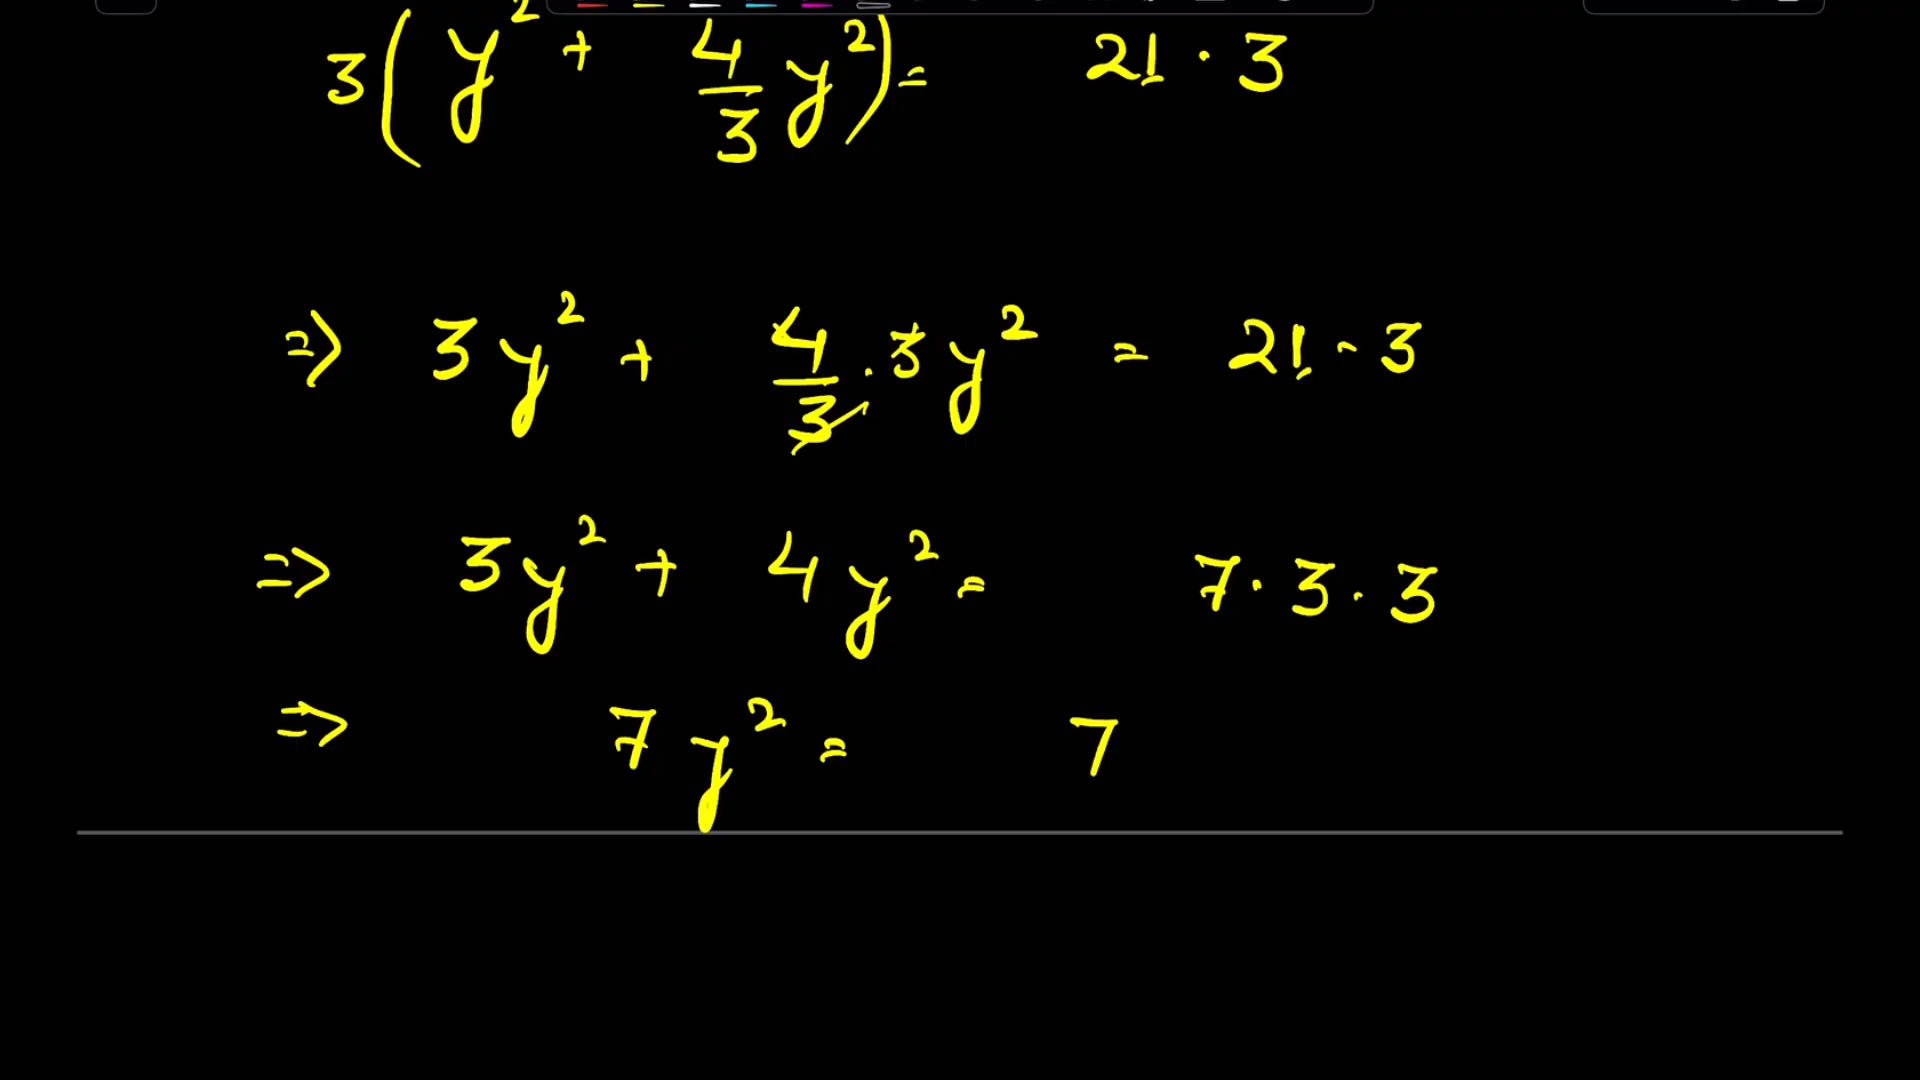 3(y² + 4/3 y²) = 21 · 3
⇒ 3y² + 4/3 · 3y² = 21 · 3
⇒ 3y² + 4y² = 7 · 3 · 3
⇒ 7y² = 7